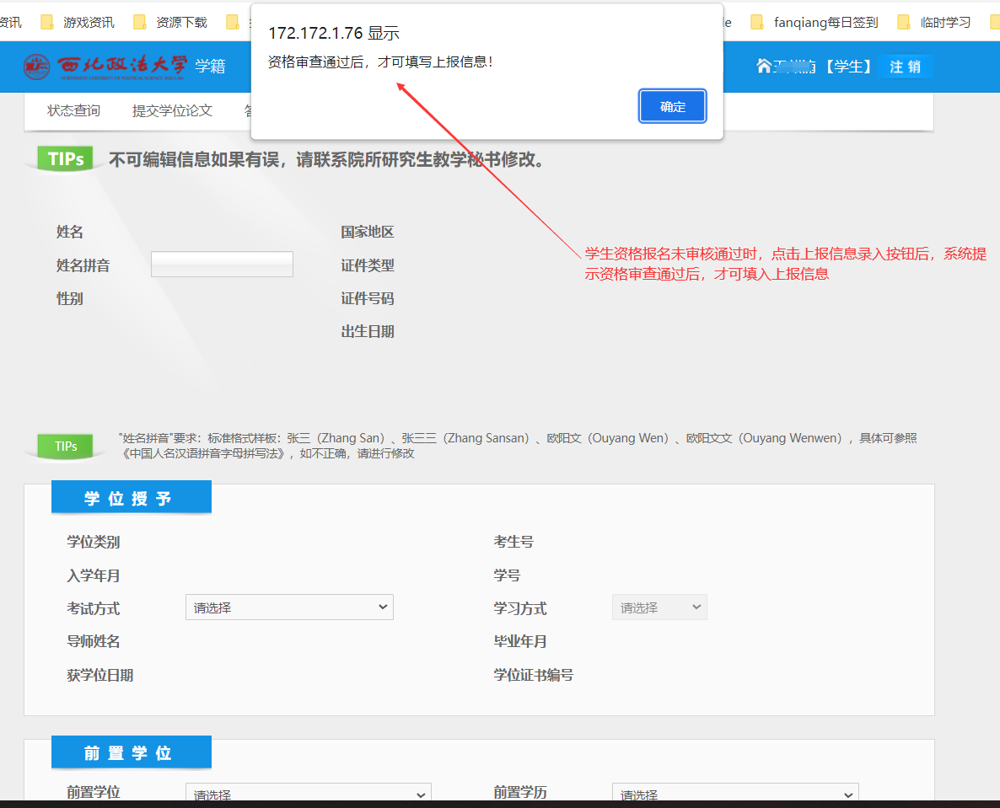 资讯 游戏资讯 资源下载 fanqiang每日签到 临时学习
172.172.1.76 显示
资格审查通过后，才可填写上报信息！
确定
西北政法大学 学籍 【学生】 注 销
状态查询 提交学位论文
TIPs 不可编辑信息如果有误，请联系院所研究生教学秘书修改。
姓名 国家地区
姓名拼音 证件类型
性别 证件号码
出生日期
学生资格报名未审核通过时，点击上报信息录入按钮后，系统提
示资格审查通过后，才可填入上报信息
TIPs "姓名拼音"要求：标准格式样板：张三（Zhang San）、张三三（Zhang Sansan）、欧阳文（Ouyang Wen）、欧阳文文（Ouyang Wenwen），具体可参照
《中国人名汉语拼音字母拼写法》，如不正确，请进行修改
学 位 授 予
学位类别 考生号
入学年月 学号
考试方式 请选择 学习方式 请选择
导师姓名 毕业年月
获学位日期 学位证书编号
前 置 学 位
前置学位 请选择 前置学历 请选择